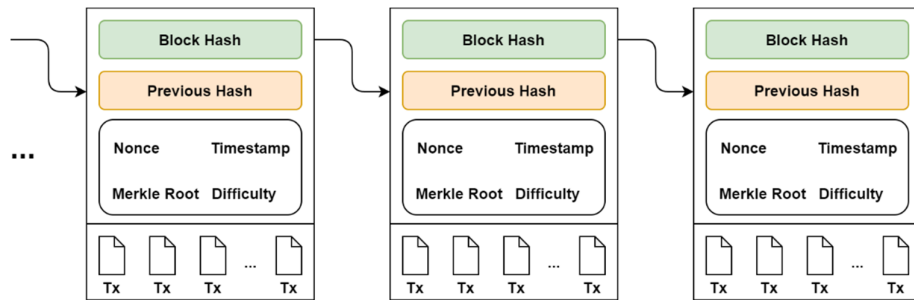 Block Hash
Previous Hash
Nonce Timestamp
Merkle Root Difficulty
...
Tx Tx Tx Tx
Block Hash
Previous Hash
Nonce Timestamp
Merkle Root Difficulty
...
Tx Tx Tx Tx
Block Hash
Previous Hash
Nonce Timestamp
Merkle Root Difficulty
...
Tx Tx Tx Tx
...